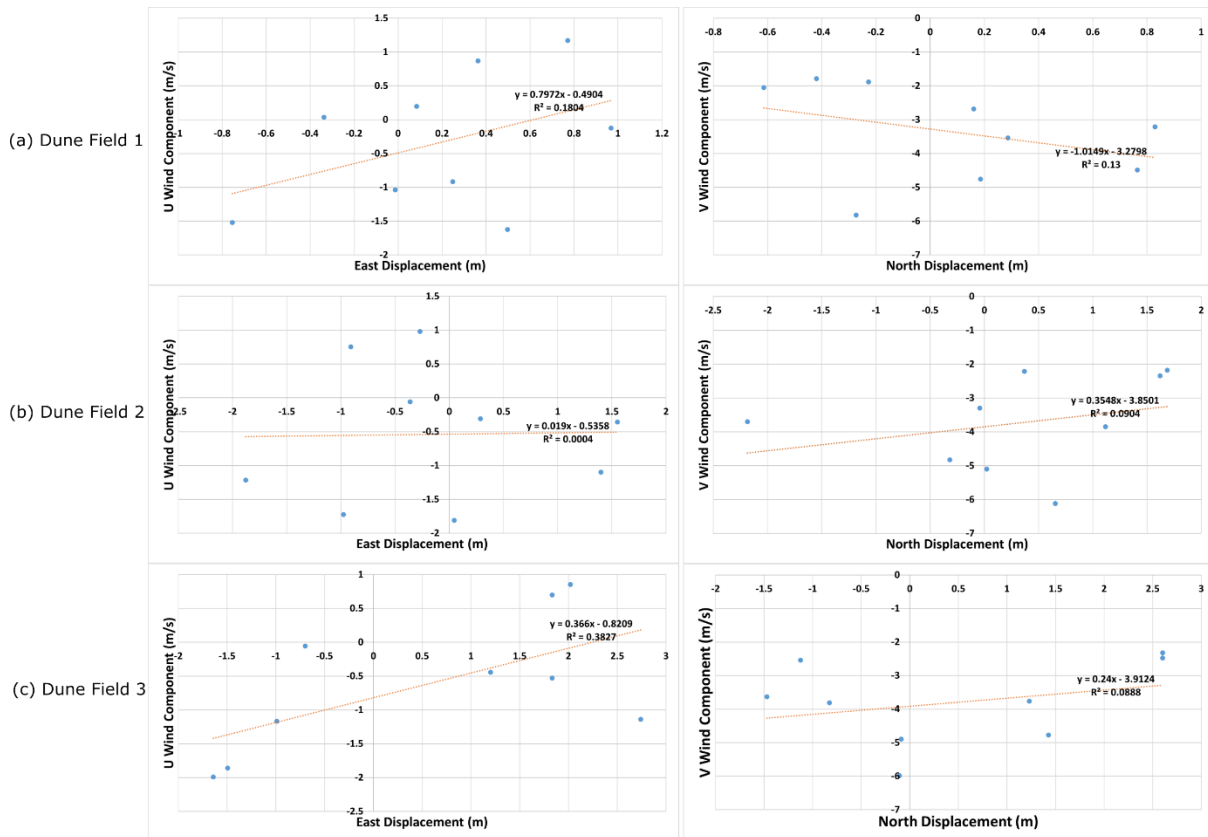 (a) Dune Field 1
U Wind Component (m/s)
1.5
1
0.5
0
-0.5
-1
-1.5
-2
-1 -0.8 -0.6 -0.4 -0.2 0 0.2 0.4 0.6 0.8 1 1.2
y = 0.7972x - 0.4904
R² = 0.1804
East Displacement (m)
V Wind Component (m/s)
-0.8 -0.6 -0.4 -0.2 0 0.2 0.4 0.6 0.8 1
0
-1
-2
-3
-4
-5
-6
-7
y = -1.0149x - 3.2798
R² = 0.13
North Displacement (m)
(b) Dune Field 2
U Wind Component (m/s)
1.5
1
0.5
0
-0.5
-1
-1.5
-2
2.5 -2 -1.5 -1 -0.5 0 0.5 1 1.5 2
y = 0.019x - 0.5358
R² = 0.0004
East Displacement (m)
V Wind Component (m/s)
-2.5 -2 -1.5 -1 -0.5 0 0.5 1 1.5 2
0
-1
-2
-3
-4
-5
-6
-7
y = 0.3548x - 3.8501
R² = 0.0904
North Displacement (m)
(c) Dune Field 3
U Wind Component (m/s)
1
0.5
0
-0.5
-1
-1.5
-2
-2.5
-2 -1.5 -1 -0.5 0 0.5 1 1.5 2 2.5 3
y = 0.366x - 0.8209
R² = 0.3827
East Displacement (m)
V Wind Component (m/s)
-2 -1.5 -1 -0.5 0 0.5 1 1.5 2 2.5 3
0
-1
-2
-3
-4
-5
-6
-7
y = 0.24x - 3.9124
R² = 0.0888
North Displacement (m)